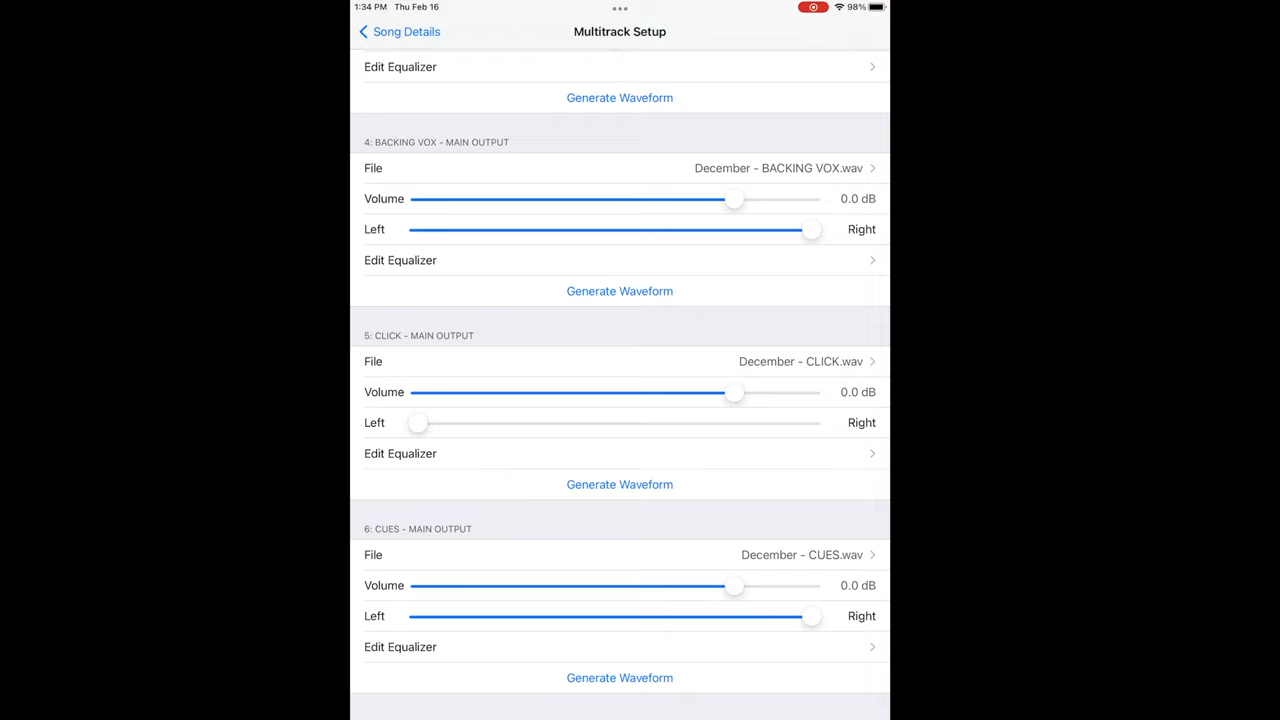 1:34 PM Thu Feb 16 98%
Song Details Multitrack Setup
Edit Equalizer
Generate Waveform
4: BACKING VOX - MAIN OUTPUT
File December - BACKING VOX.wav
Volume 0.0 dB
Left Right
Edit Equalizer
Generate Waveform
5: CLICK - MAIN OUTPUT
File December - CLICK.wav
Volume 0.0 dB
Left Right
Edit Equalizer
Generate Waveform
6: CUES - MAIN OUTPUT
File December - CUES.wav
Volume 0.0 dB
Left Right
Edit Equalizer
Generate Waveform